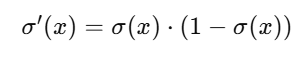 σ′(x) = σ(x) · (1 − σ(x))